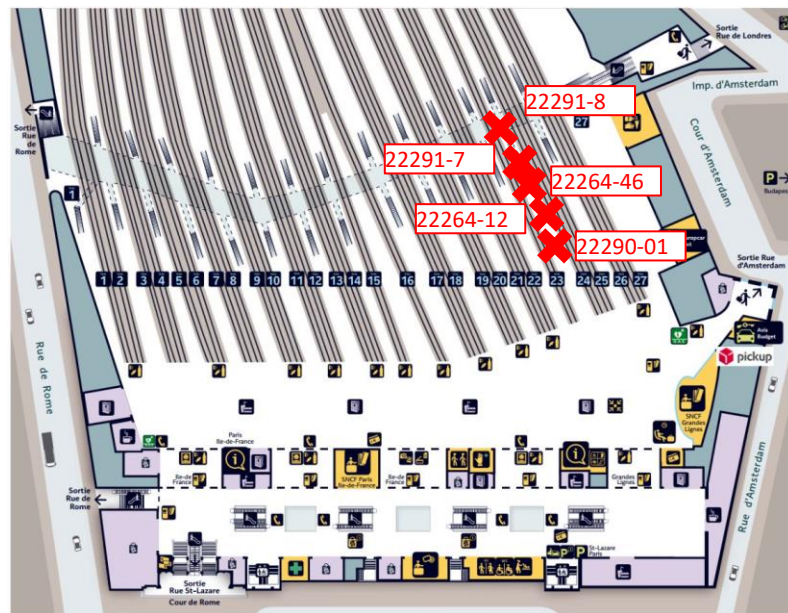 Sortie
Rue de Londres
Imp. d'Amsterdam
22291-8
27
Sortie
Rue
de
Rome
22291-7
22264-46
Cour d'Amsterdam
P
Budapes
1
22264-12
22290-01
Sortie Rue
d'Amsterdam
1 2 3 4 5 6 7 8 9 10 11 12 13 14 15 16 17 18 19 20 21 22 23 24 25 26 27
Avis
Budget
pickup
Rue de Rome
SNCF
Grandes
Lignes
Paris
Ile-de-France
Ile-de
France
SNCF Paris
Ile-de-France
Ile-de
France
Grandes
Lignes
Sortie
Rue de
Rome
Rue d'Amsterdam
St-Lazare
Paris
P P
Sortie
Rue St-Lazare
Cour de Rome